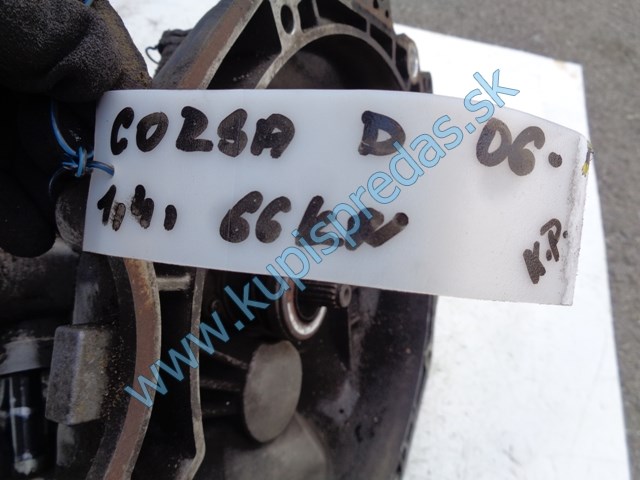 CORSA D 06-
1,4i 66KW
K.P.
www.kupispredas.sk